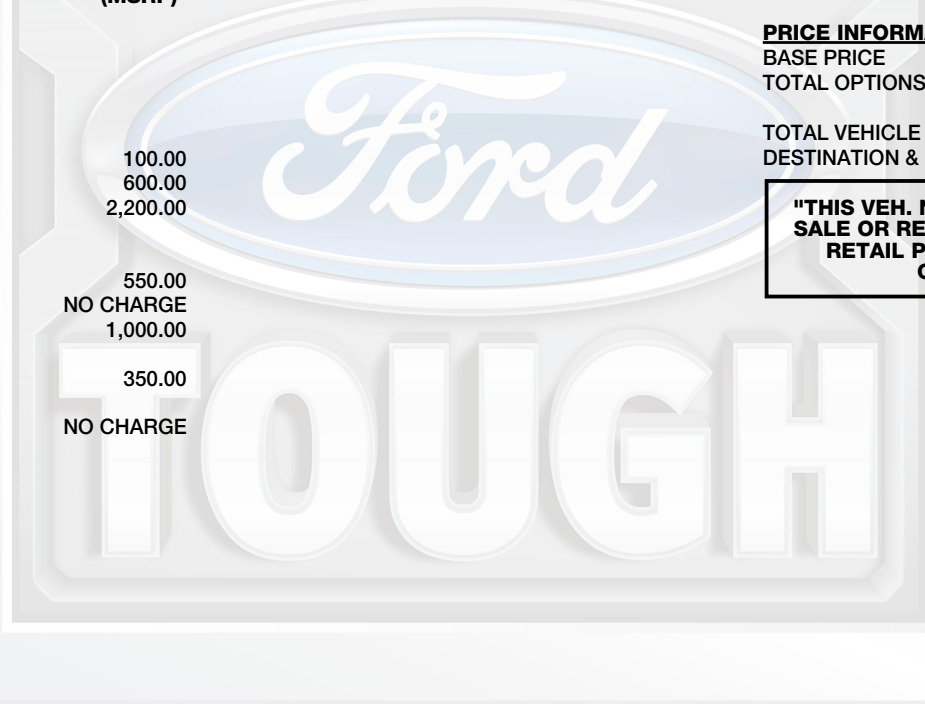 (MSRP)
100.00
600.00
2,200.00
550.00
NO CHARGE
1,000.00
350.00
NO CHARGE
PRICE INFORM
BASE PRICE
TOTAL OPTIONS
TOTAL VEHICLE
DESTINATION &
"THIS VEH.
SALE OR RE
RETAIL P
Ford
TOUGH